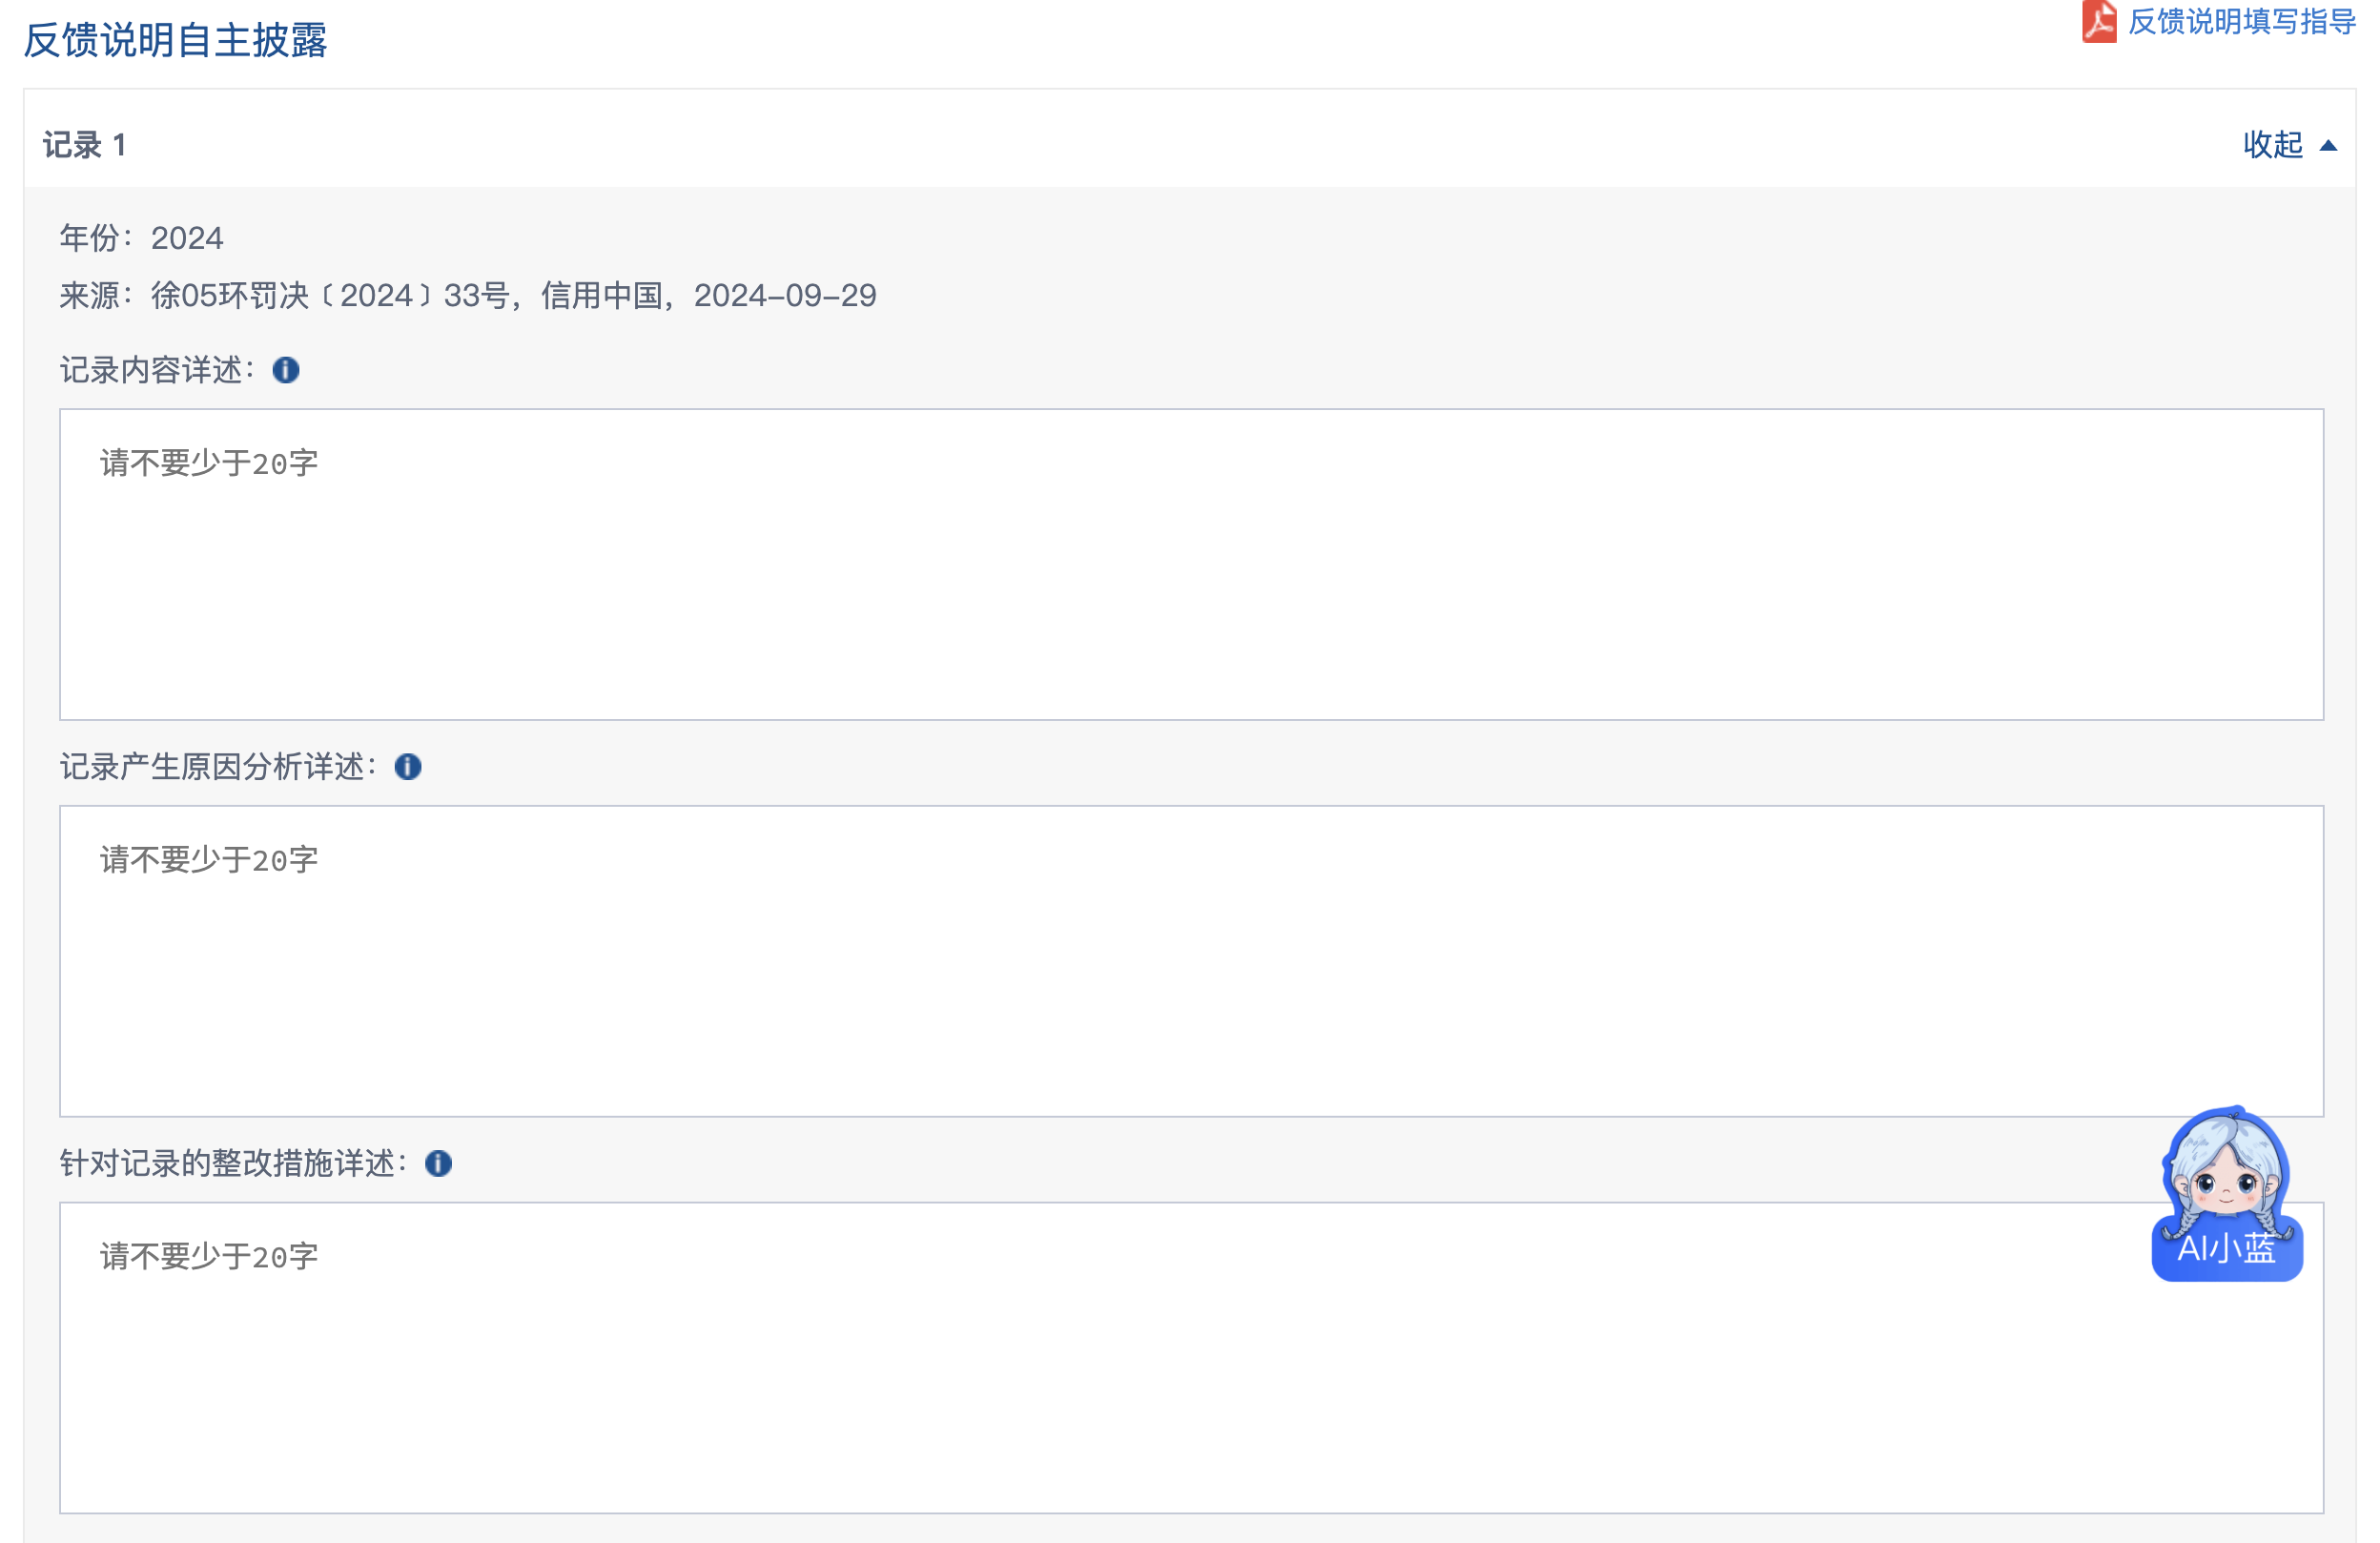 反馈说明自主披露
反馈说明填写指导
记录 1
收起
年份：2024
来源：徐05环罚决〔2024〕33号，信用中国，2024-09-29
记录内容详述：
请不要少于20字
记录产生原因分析详述：
请不要少于20字
针对记录的整改措施详述：
请不要少于20字
AI小蓝